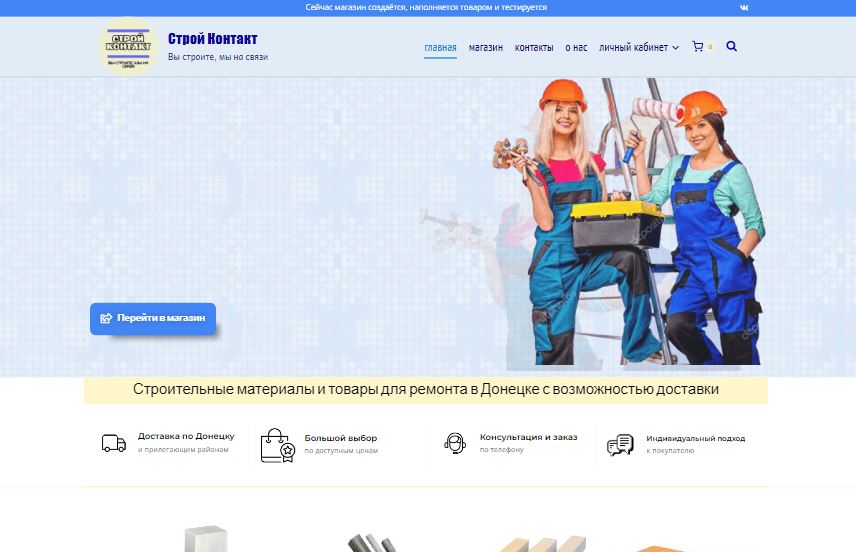 Сейчас магазин создаётся, наполняется товаром и тестируется
СТРОЙ
КОНТАКТ
ВЫ СТРОИТЕ, МЫ НА
СВЯЗИ
Строй Контакт
Вы строите, мы на связи
главная магазин контакты о нас личный кабинет 0
Перейти в магазин
Строительные материалы и товары для ремонта в Донецке с возможностью доставки
Доставка по Донецку
и прилегающим районам
Большой выбор
по доступным ценам
Консультация и заказ
по телефону
Индивидуальный подход
к покупателю